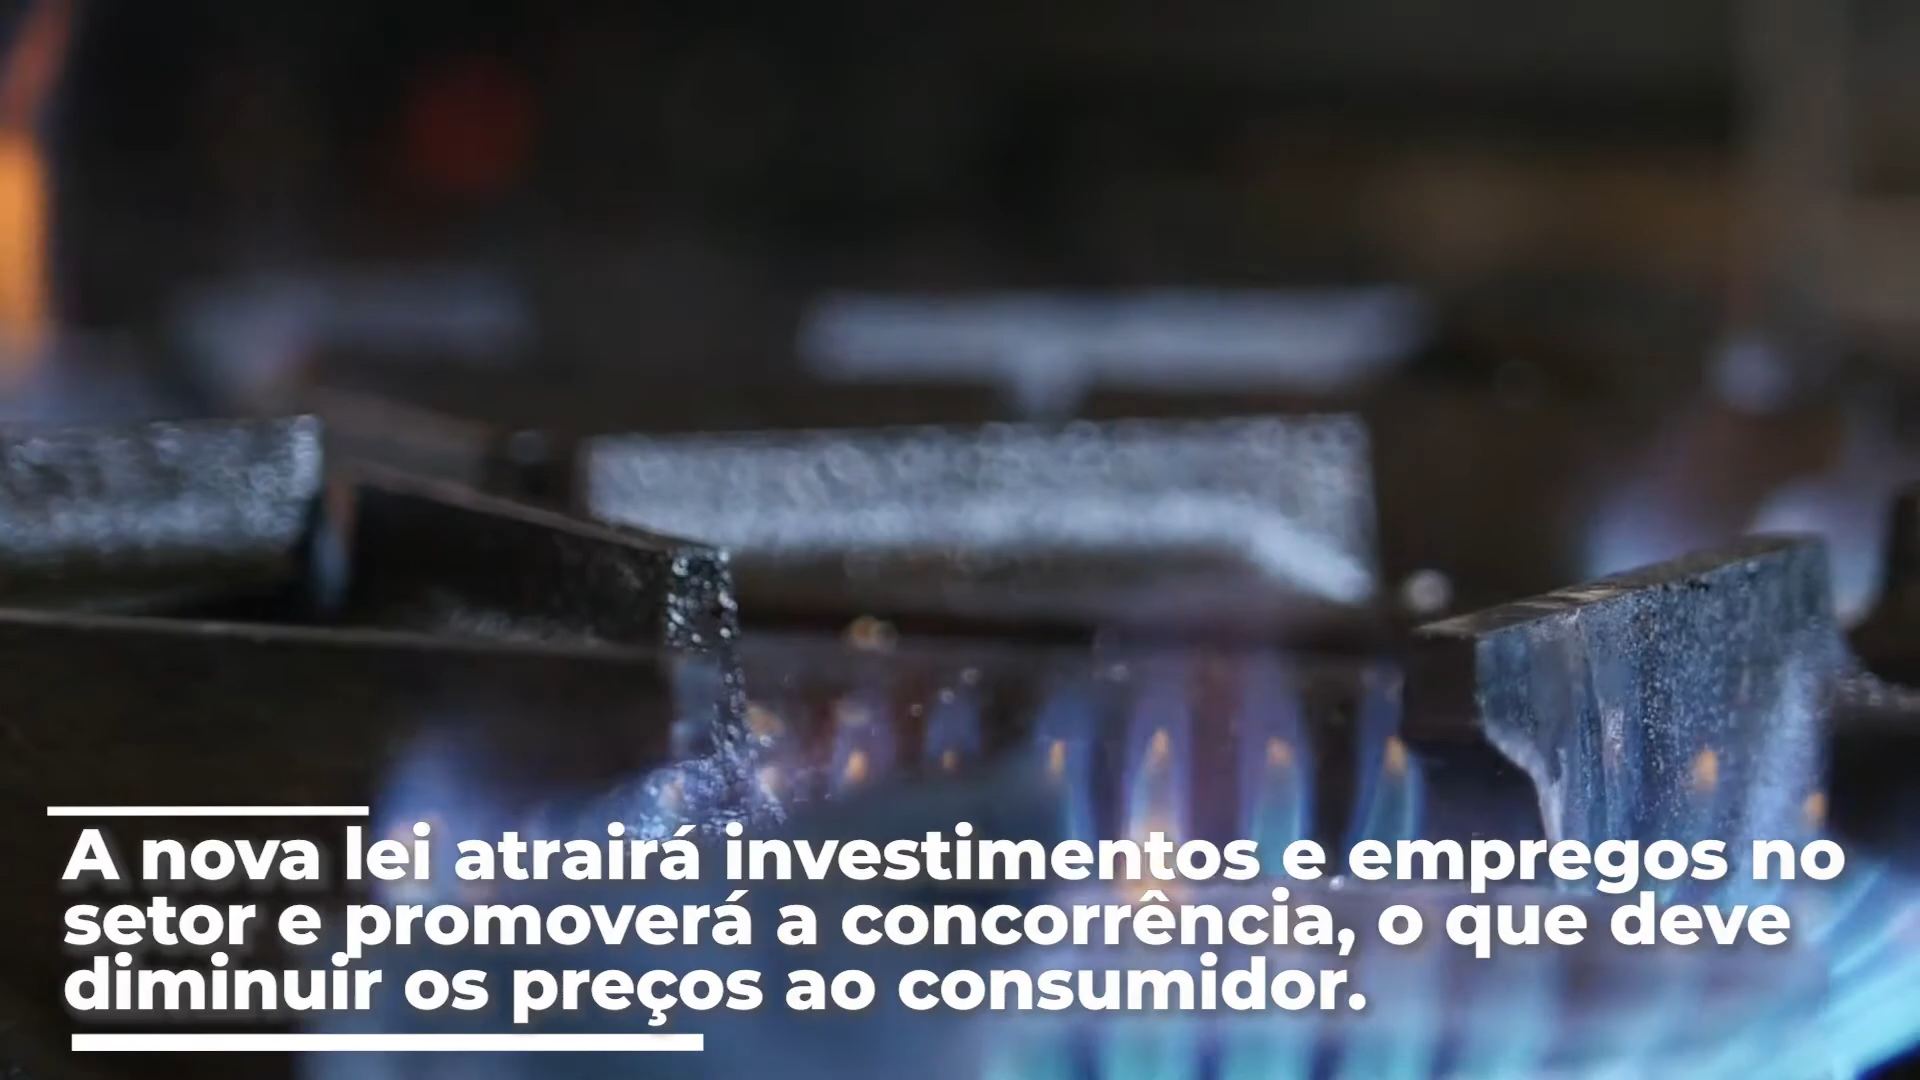 A nova lei atrairá investimentos e empregos no
setor e promoverá a concorrência, o que deve
diminuir os preços ao consumidor.